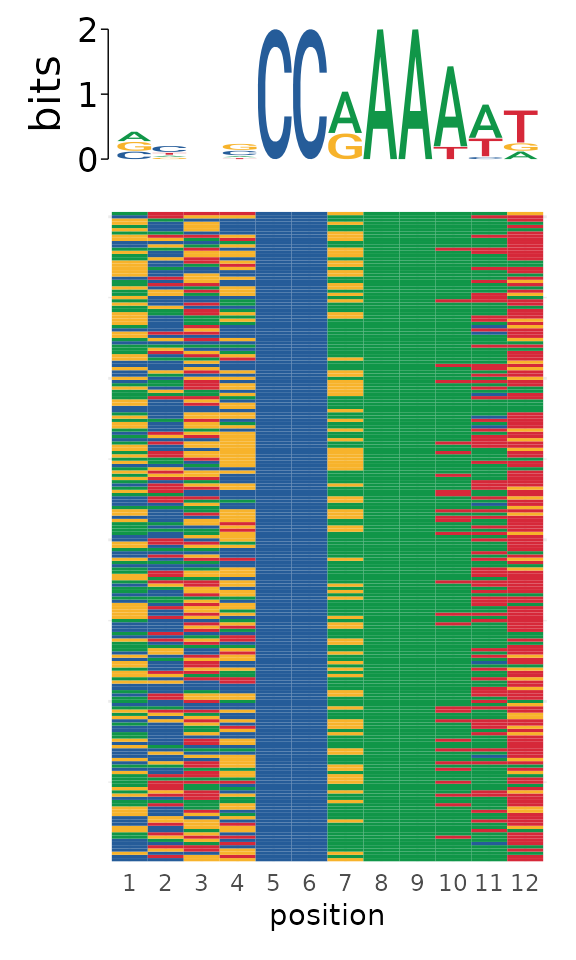 2
bits
1
0
A G C
C T A G
G C A T
C
C
A G
A
A
A T
A T C
T G A
1 2 3 4 5 6 7 8 9 10 11 12
position